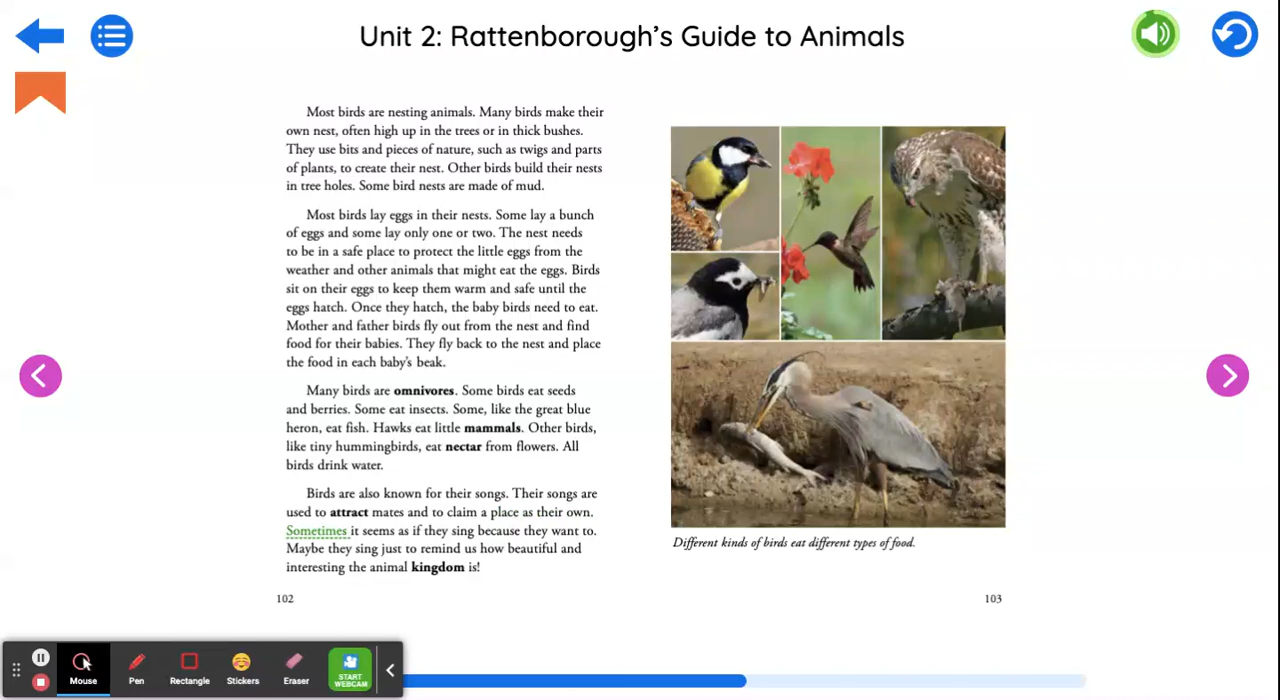 Unit 2: Rattenborough's Guide to Animals
Most birds are nesting animals. Many birds make their
own nest, often high up in the trees or in thick bushes.
They use bits and pieces of nature, such as twigs and parts
of plants, to create their nest. Other birds build their nests
in tree holes. Some bird nests are made of mud.
Most birds lay eggs in their nests. Some lay a bunch
of eggs and some lay only one or two. The nest needs
to be in a safe place to protect the little eggs from the
weather and other animals that might eat the eggs. Birds
sit on their eggs to keep them warm and safe until the
eggs hatch. Once they hatch, the baby birds need to eat.
Mother and father birds fly out from the nest and find
food for their babies. They fly back to the nest and place
the food in each baby's beak.
Many birds are omnivores. Some birds eat seeds
and berries. Some eat insects. Some, like the great blue
heron, eat fish. Hawks eat little mammals. Other birds,
like tiny hummingbirds, eat nectar from flowers. All
birds drink water.
Birds are also known for their songs. Their songs are
used to attract mates and to claim a place as their own.
Sometimes it seems as if they sing because they want to.
Maybe they sing just to remind us how beautiful and
interesting the animal kingdom is!
102
Different kinds of birds eat different types of food.
103
Mouse
Pen
Rectangle
Stickers
Eraser
START
WEBCAM